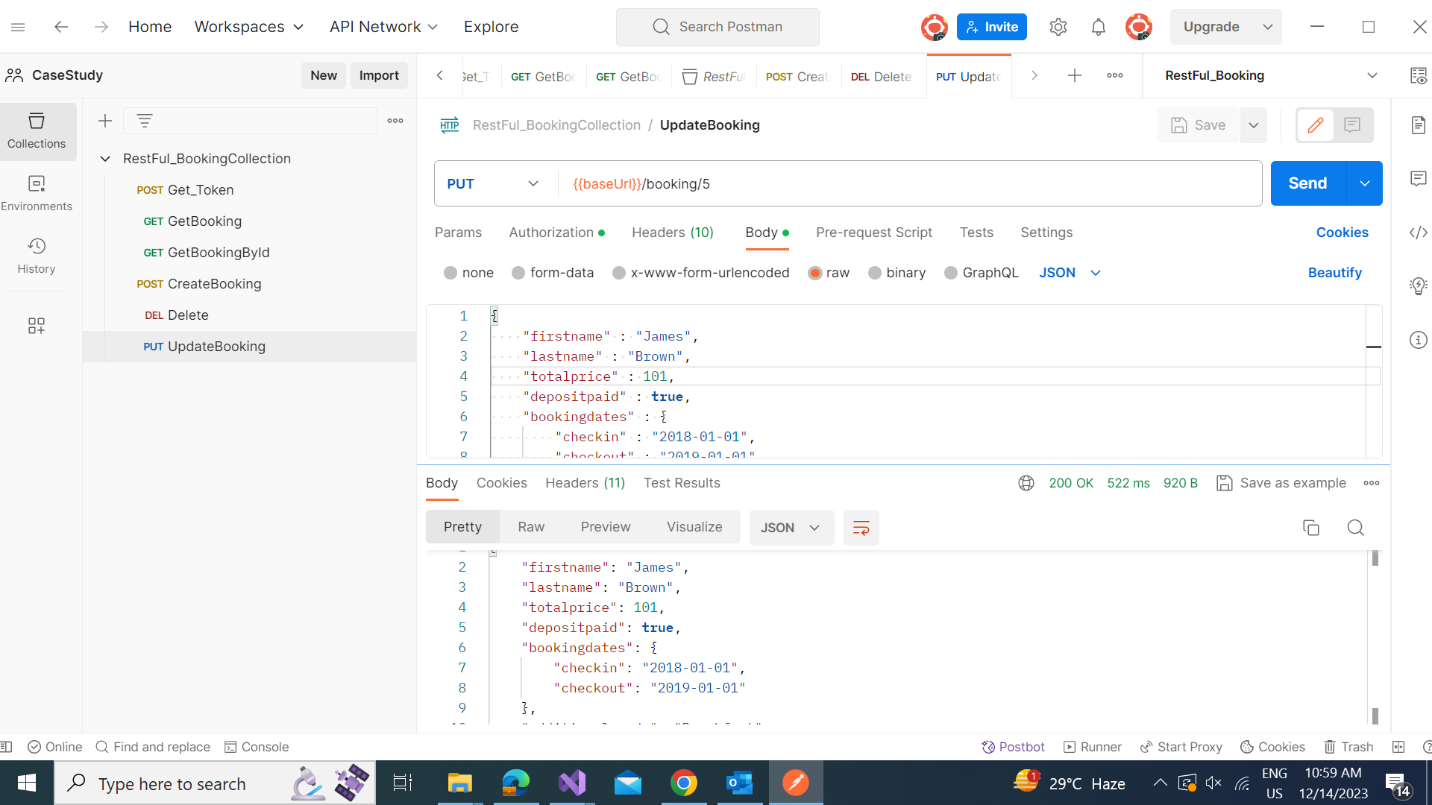 Home Workspaces API Network Explore Search Postman Invite Upgrade
CaseStudy New Import
GET GetBoo GET GetBoo RestFul POST Creat DEL Delete PUT Update RestFul_Booking
HTTP RestFul_BookingCollection / UpdateBooking Save
Collections
Environments
History
RestFul_BookingCollection
POST Get_Token
GET GetBooking
GET GetBookingById
POST CreateBooking
DEL Delete
PUT UpdateBooking
PUT {{baseUrl}}/booking/5 Send
Params Authorization Headers (10) Body Pre-request Script Tests Settings Cookies
none form-data x-www-form-urlencoded raw binary GraphQL JSON Beautify
1 {
2 "firstname" : "James",
3 "lastname" : "Brown",
4 "totalprice" : 101,
5 "depositpaid" : true,
6 "bookingdates" : {
7 "checkin" : "2018-01-01",
8 "checkout" : "2019-01-01"
Body Cookies Headers (11) Test Results 200 OK 522 ms 920 B Save as example
Pretty Raw Preview Visualize JSON
2 "firstname": "James",
3 "lastname": "Brown",
4 "totalprice": 101,
5 "depositpaid": true,
6 "bookingdates": {
7 "checkin": "2018-01-01",
8 "checkout": "2019-01-01"
9 },
Online Find and replace Console Postbot Runner Start Proxy Cookies Trash
Type here to search 1 29°C Haze ENG US 10:59 AM 12/14/2023 14